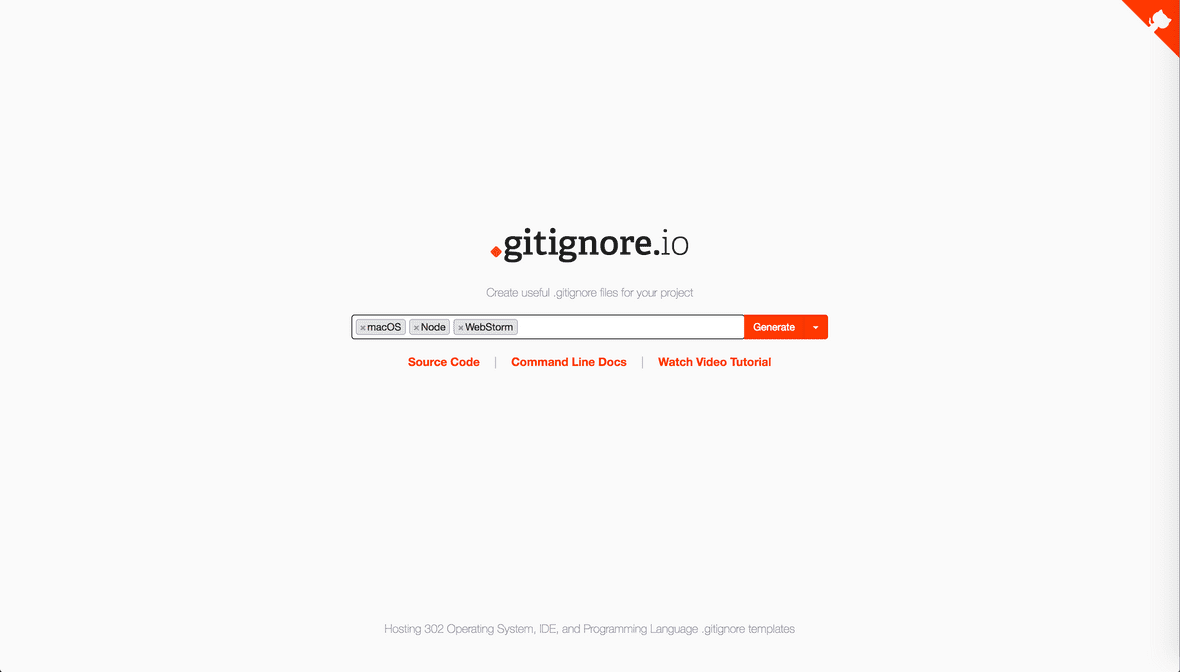 .gitignore.io
Create useful .gitignore files for your project
×macOS ×Node ×WebStorm Generate
Source Code | Command Line Docs | Watch Video Tutorial
Hosting 302 Operating System, IDE, and Programming Language .gitignore templates